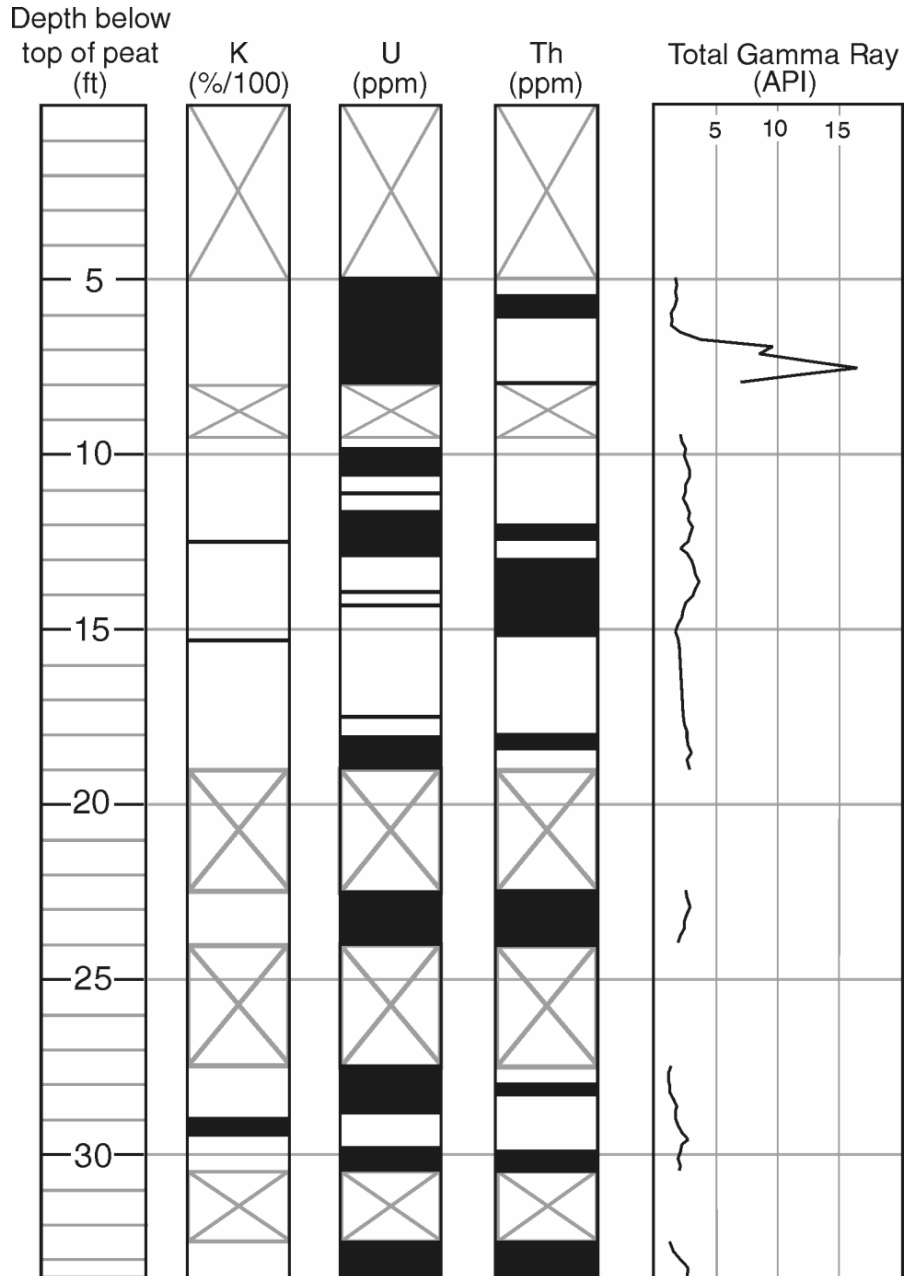 Depth below
top of peat
(ft)
K
(%/100)
U
(ppm)
Th
(ppm)
Total Gamma Ray
(API)
5 10 15
5
10
15
20
25
30